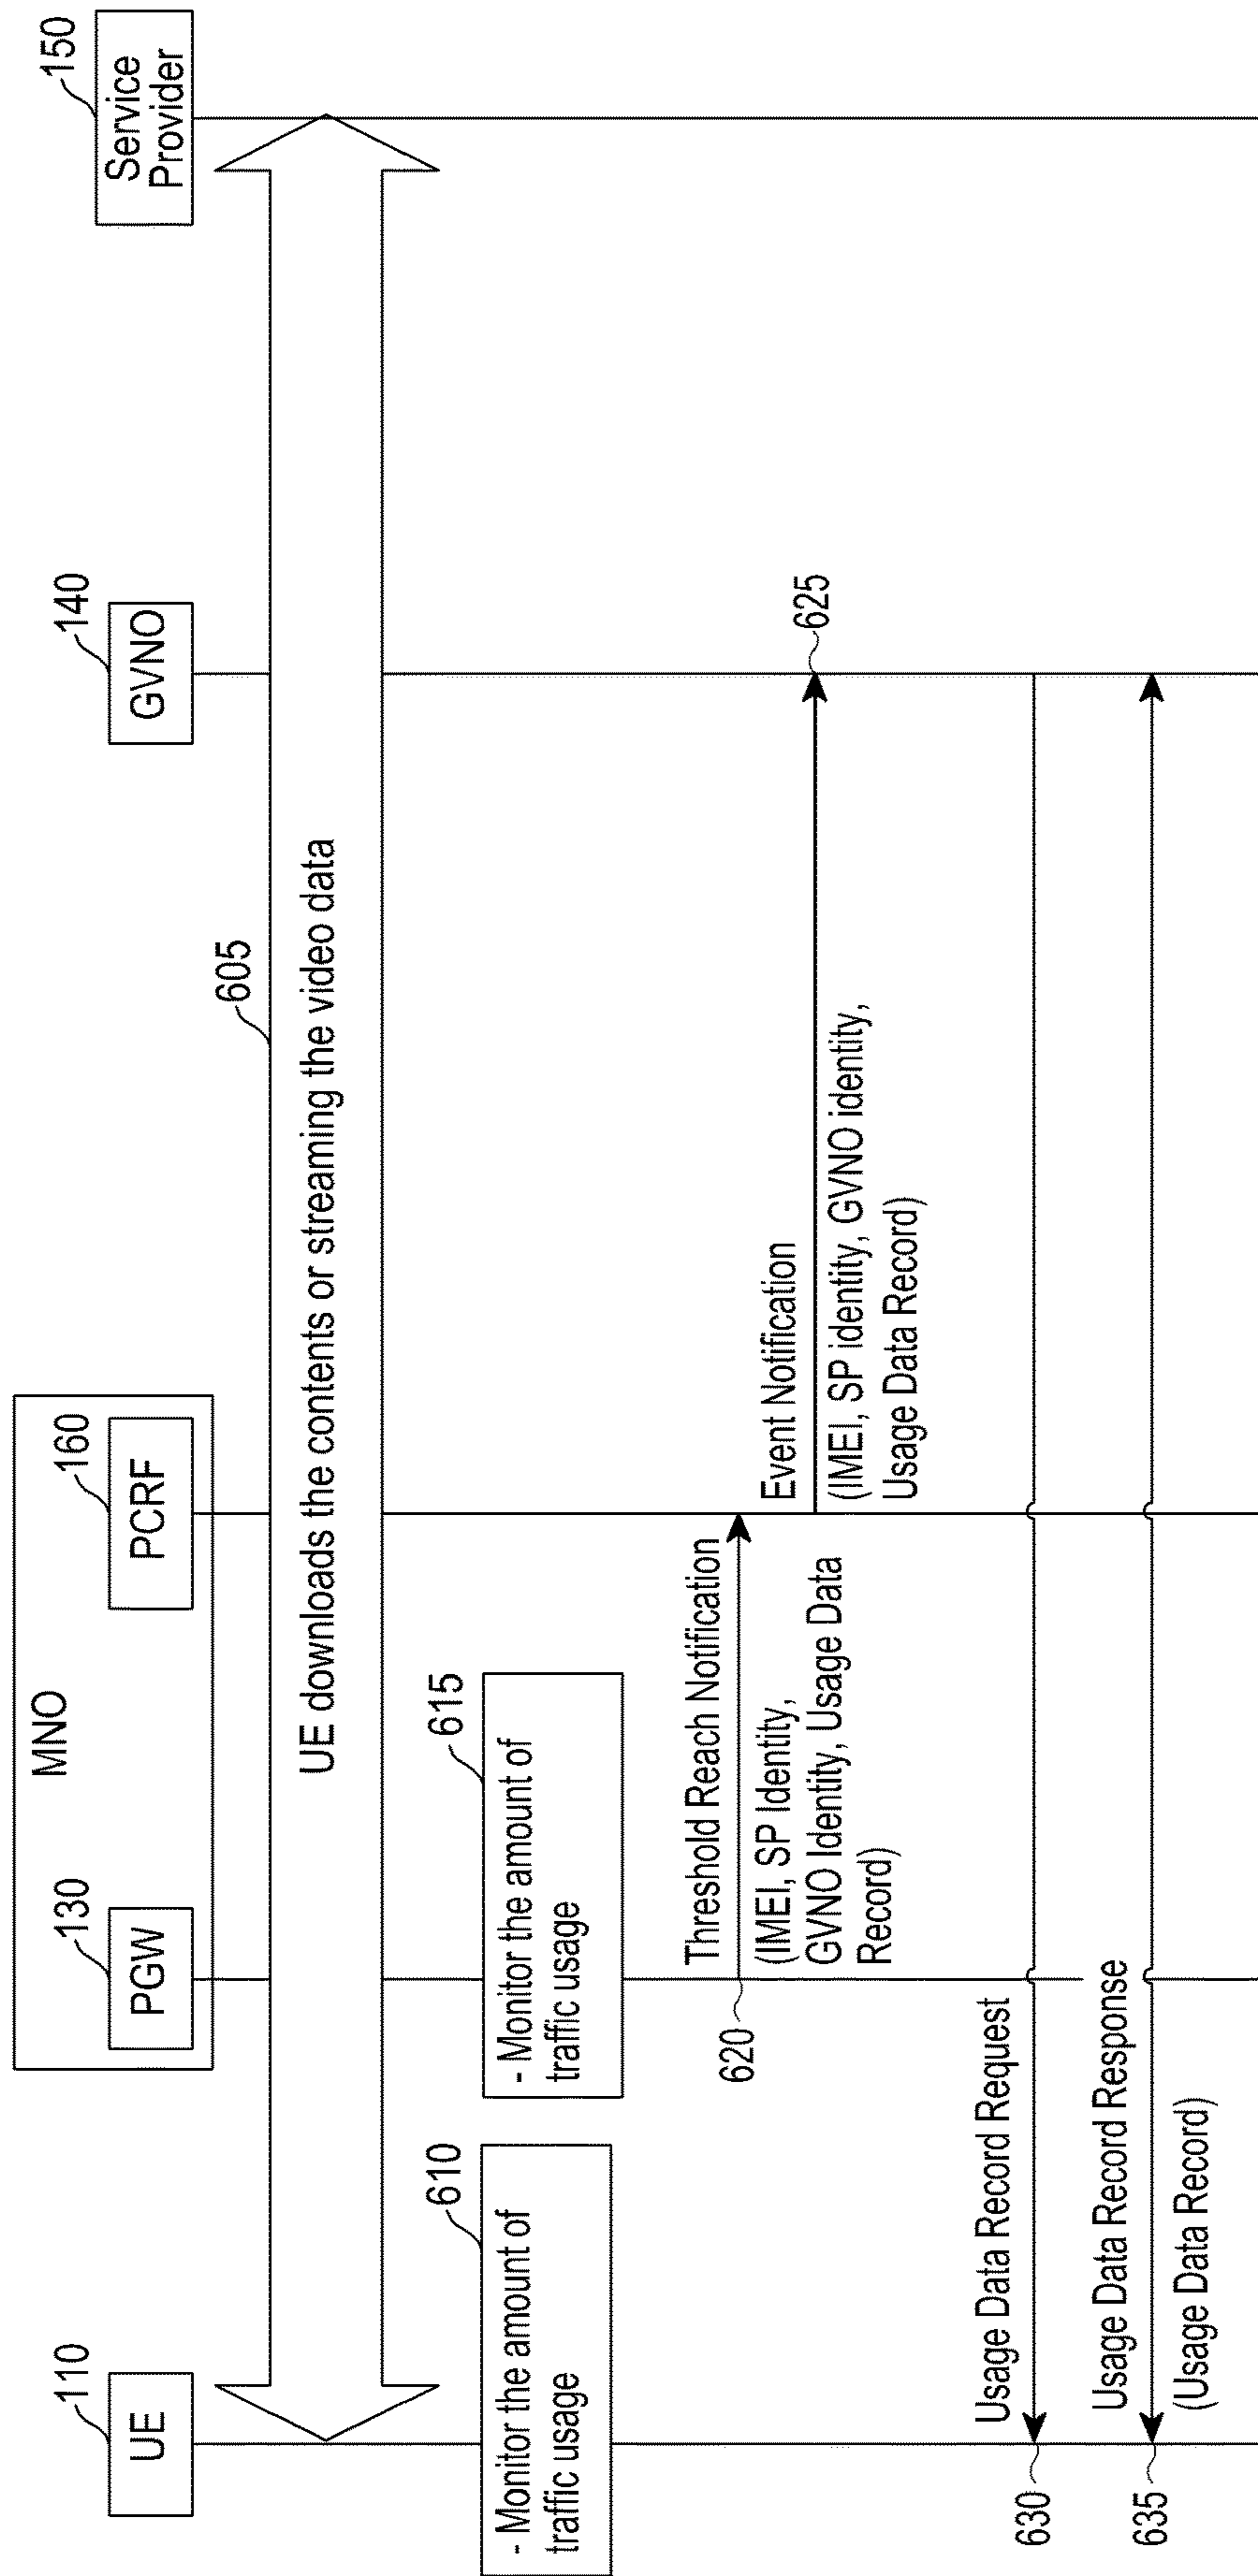 MNO
110
UE
130
PGW
160
PCRF
140
GVNO
150
Service
Provider
605
UE downloads the contents or streaming the video data
610
- Monitor the amount of
traffic usage
615
- Monitor the amount of
traffic usage
Threshold Reach Notification
(IMEI, SP Identity,
GVNO Identity, Usage Data
Record)
620
Event Notification
(IMEI, SP identity, GVNO identity,
Usage Data Record)
625
Usage Data Record Request
630
Usage Data Record Response
(Usage Data Record)
635